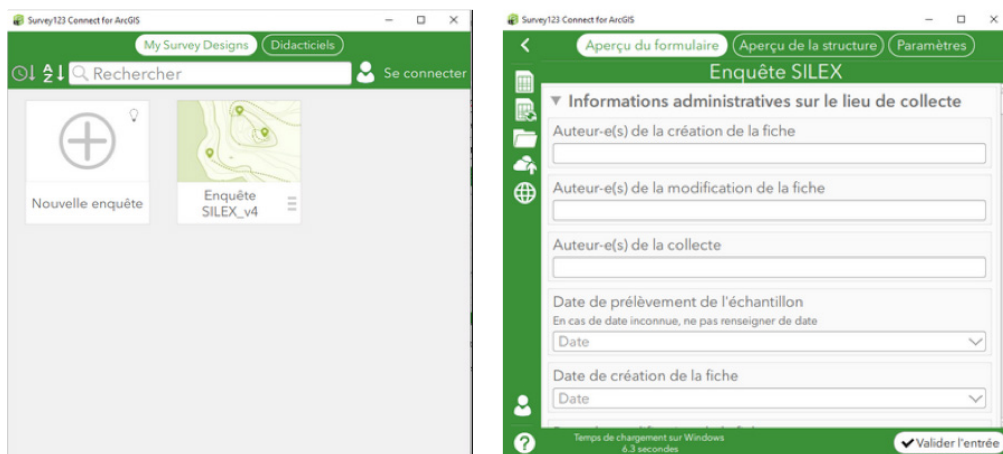 Survey123 Connect for ArcGIS
My Survey Designs
Didacticiels
Rechercher
Se connecter
Nouvelle enquête
Enquête
SILEX_v4
Survey123 Connect for ArcGIS
Aperçu du formulaire
Aperçu de la structure
Paramètres
Enquête SILEX
Informations administratives sur le lieu de collecte
Auteur-e(s) de la création de la fiche
Auteur-e(s) de la modification de la fiche
Auteur-e(s) de la collecte
Date de prélèvement de l'échantillon
En cas de date inconnue, ne pas renseigner de date
Date
Date de création de la fiche
Date
Temps de chargement sur Windows
6.3 secondes
Valider l'entrée